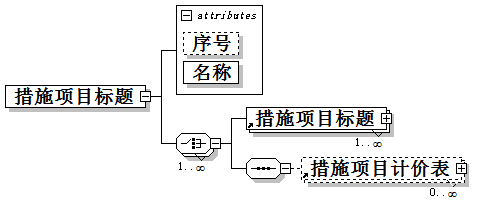 attributes
序号
名称
措施项目标题
措施项目标题
1..∞
1..∞
措施项目计价表
0..∞